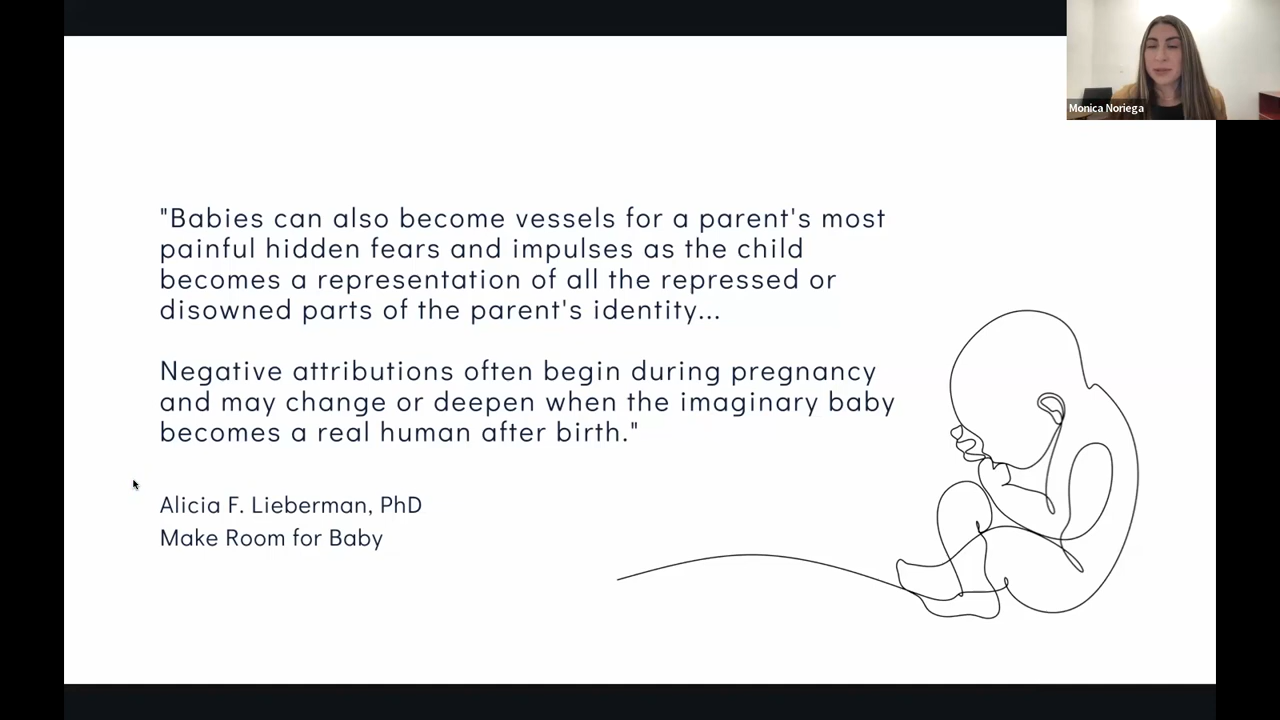 Monica Noriega
"Babies can also become vessels for a parent's most
painful hidden fears and impulses as the child
becomes a representation of all the repressed or
disowned parts of the parent's identity...
Negative attributions often begin during pregnancy
and may change or deepen when the imaginary baby
becomes a real human after birth."
Alicia F. Lieberman, PhD
Make Room for Baby